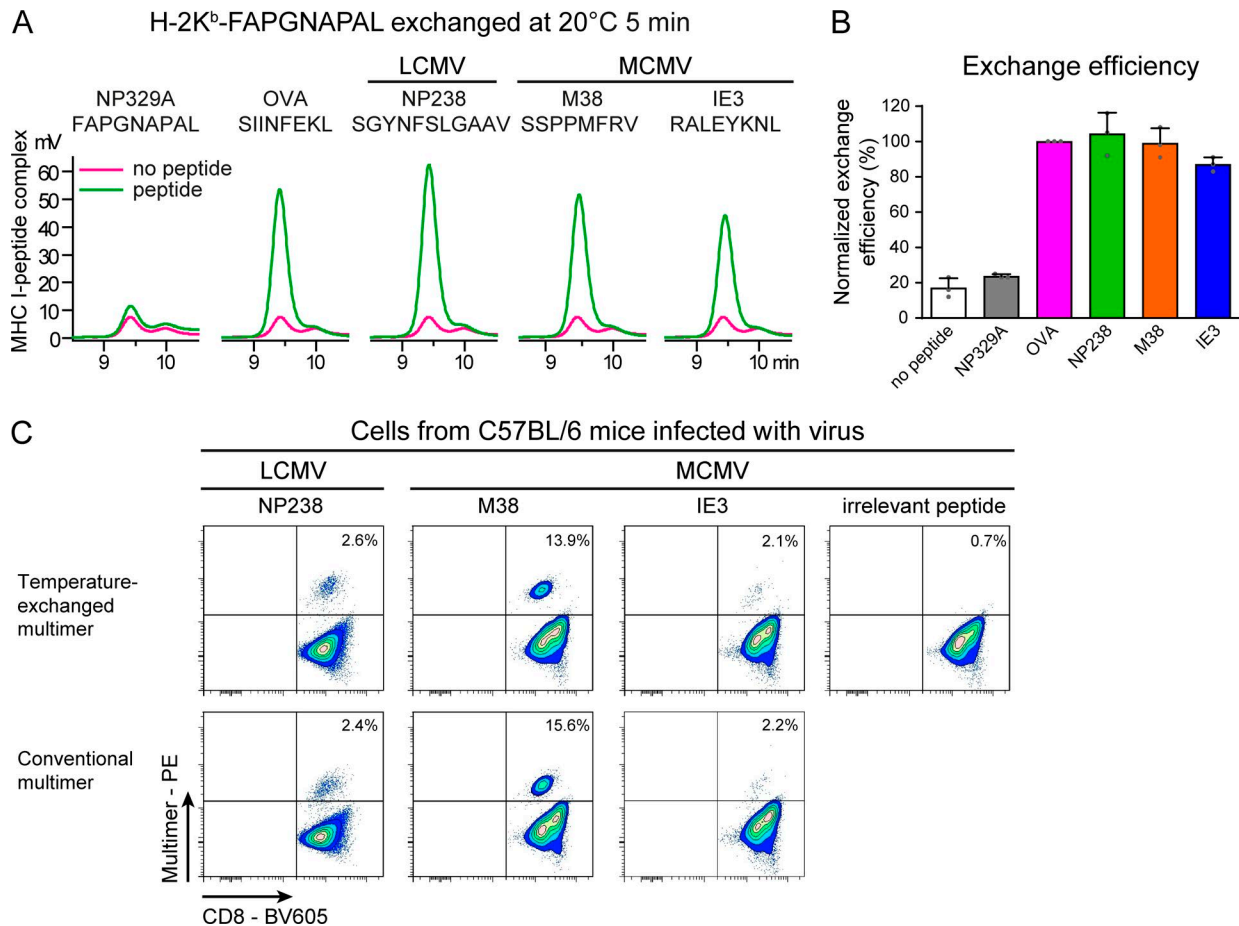 A
H-2Kᵇ-FAPGNAPAL exchanged at 20°C 5 min
LCMV
MCMV
NP329A
OVA
NP238
M38
IE3
FAPGNAPAL
SIINFEKL
SGYNFSLGAAV
SSPPMFRV
RALEYKNL
MHC I-peptide complex
mV
60
50
40
30
20
10
0
no peptide
peptide
9 10
9 10
9 10
9 10
9 10 min
B
Exchange efficiency
Normalized exchange
efficiency (%)
120
100
80
60
40
20
0
no peptide
NP329A
OVA
NP238
M38
IE3
C
Cells from C57BL/6 mice infected with virus
LCMV
MCMV
NP238
M38
IE3
irrelevant peptide
Temperature-
exchanged
multimer
2.6%
13.9%
2.1%
0.7%
Conventional
multimer
2.4%
15.6%
2.2%
Multimer - PE
CD8 - BV605